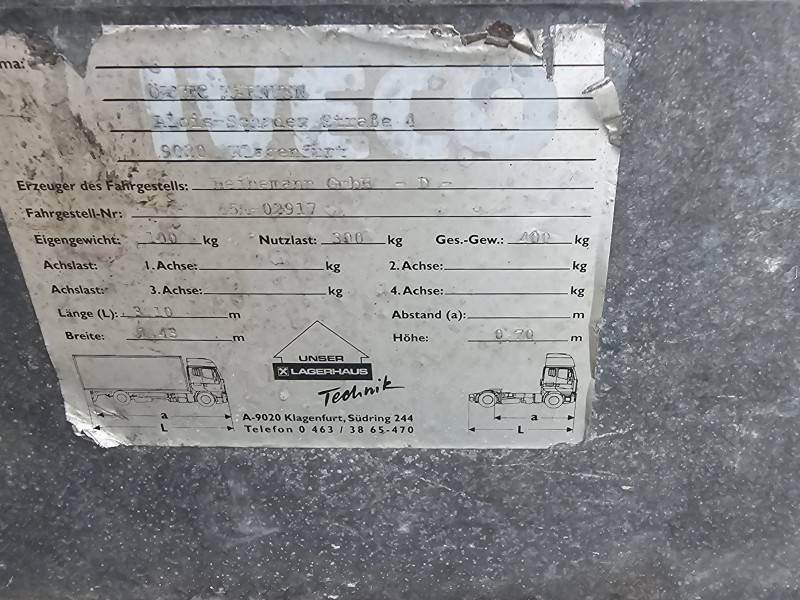 ma:
IVECO
Straße 4
9020 Klagenfurt
Erzeuger des Fahrgestells: Heinemann GmbH - D -
Fahrgestell-Nr: 02917
Eigengewicht: 100 kg Nutzlast: 300 kg Ges.-Gew.: 400 kg
Achslast: 1. Achse: kg 2. Achse: kg
Achslast: 3. Achse: kg 4. Achse: kg
Länge (L): 3.10 m Abstand (a): m
Breite: 1.43 m Höhe: 0.70 m
UNSER
LAGERHAUS
Technik
a
L
A-9020 Klagenfurt, Südring 244
Telefon 0 463 / 38 65-470
a
L